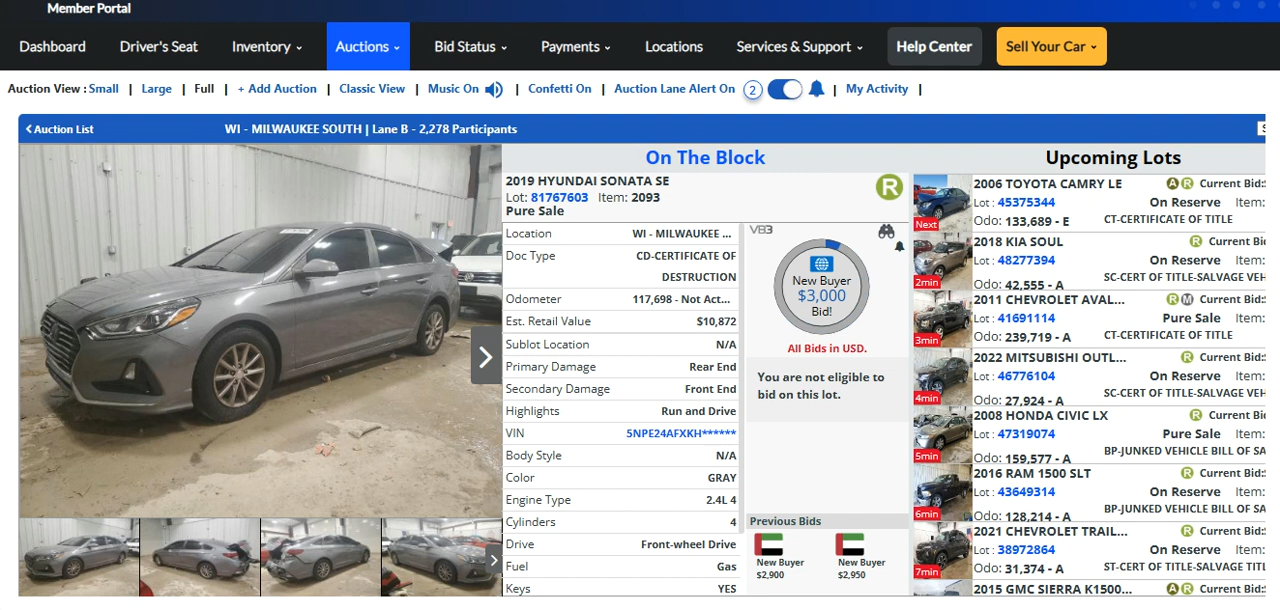 Member Portal
Dashboard Driver's Seat Inventory Auctions Bid Status Payments Locations Services & Support Help Center Sell Your Car
Auction View : Small | Large | Full | + Add Auction | Classic View | Music On | Confetti On | Auction Lane Alert On 2 | My Activity |
Auction List WI - MILWAUKEE SOUTH | Lane B - 2,278 Participants
On The Block
2019 HYUNDAI SONATA SE
Lot: 81767603 Item: 2093
Pure Sale
R
Location WI - MILWAUKEE ...
Doc Type CD-CERTIFICATE OF
DESTRUCTION
Odometer 117,698 - Not Act...
Est. Retail Value $10,872
Sublot Location N/A
Primary Damage Rear End
Secondary Damage Front End
Highlights Run and Drive
VIN 5NPE24AFXKH******
Body Style N/A
Color GRAY
Engine Type 2.4L 4
Cylinders 4
Drive Front-wheel Drive
Fuel Gas
Keys YES
VB3
New Buyer
$3,000
Bid!
All Bids in USD.
You are not eligible to
bid on this lot.
Previous Bids
New Buyer
$2,900
New Buyer
$2,950
Upcoming Lots
2006 TOYOTA CAMRY LE A R Current Bid:
Lot : 45375344 On Reserve Item:
Next Odo: 133,689 - E CT-CERTIFICATE OF TITLE
2018 KIA SOUL R Current
Lot : 48277394 On Reserve Item:
2min Odo: 42,555 - A SC-CERT OF TITLE-SALVAGE
2011 CHEVROLET AVAL... R M Current Bid:
Lot : 41691114 Pure Sale Item:
3min Odo: 239,719 - A CT-CERTIFICATE OF TITLE
2022 MITSUBISHI OUTL... R Current Bid:
Lot : 46776104 On Reserve Item:
4min Odo: 27,924 - A SC-CERT OF TITLE-SALVAGE
2008 HONDA CIVIC LX R Current
Lot : 47319074 Pure Sale Item:
5min Odo: 159,577 - A BP-JUNKED VEHICLE BILL OF
2016 RAM 1500 SLT R Current Bid:
Lot : 43649314 On Reserve Item:
6min Odo: 128,214 - A BP-JUNKED VEHICLE BILL OF
2021 CHEVROLET TRAIL... R Current Bid:
Lot : 38972864 On Reserve Item:
7min Odo: 31,374 - A ST-CERT OF TITLE-SALVAGE
2015 GMC SIERRA K1500... A R Current Bid: